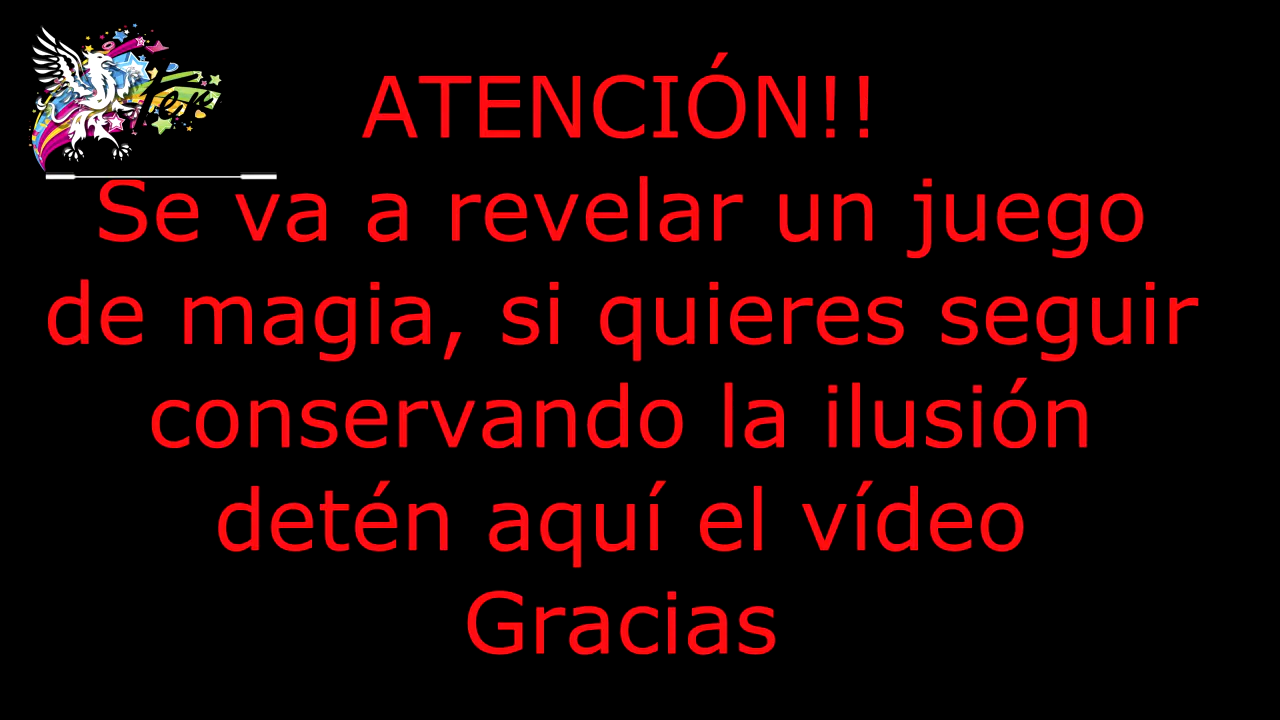 ATENCIÓN!!
Se va a revelar un juego
de magia, si quieres seguir
conservando la ilusión
detén aquí el vídeo
Gracias